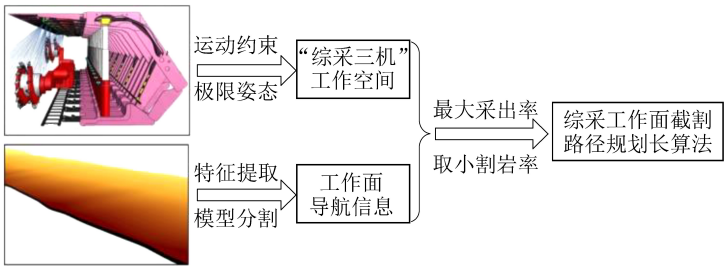 运动约束
极限姿态
“综采三机”
工作空间
特征提取
模型分割
工作面
导航信息
最大采出率
取小割岩率
综采工作面截割
路径规划长算法